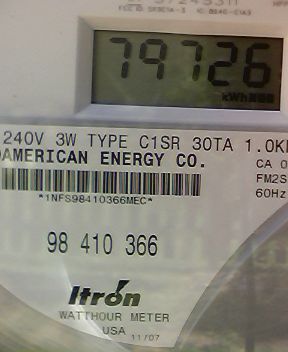 79726
kWh
240V 3W TYPE C1SR 30TA 1.0K
AMERICAN ENERGY CO.
CA 0
FM2S
60Hz
*1NFS98410366MEC*
98 410 366
Itron
WATTHOUR METER
USA 11/07